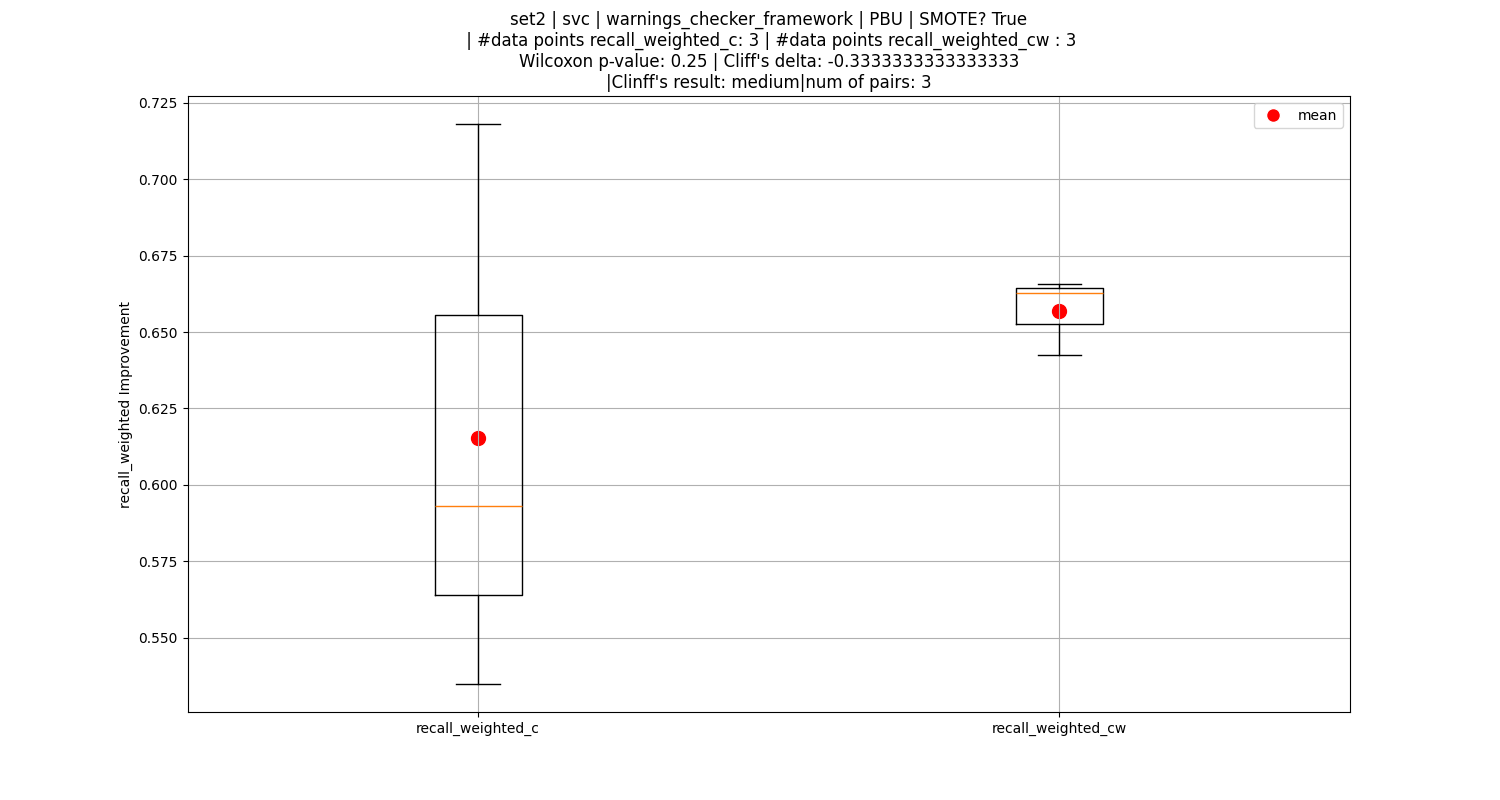 set2 | svc | warnings_checker_framework | PBU | SMOTE? True
| #data points recall_weighted_c: 3 | #data points recall_weighted_cw : 3
Wilcoxon p-value: 0.25 | Cliff's delta: -0.3333333333333333
|Clinff's result: medium|num of pairs: 3
mean
0.725
0.700
0.675
0.650
0.625
0.600
0.575
0.550
recall_weighted Improvement
recall_weighted_c
recall_weighted_cw